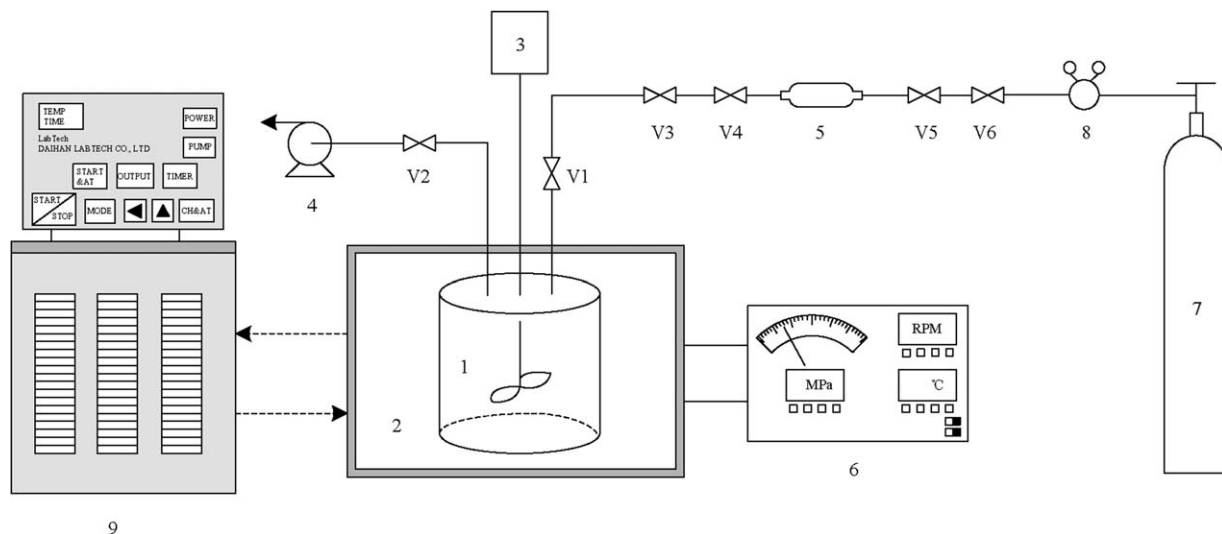 3
TEMP
TIME
POWER
LabTech
DAIHAN LABTECH CO., LTD
PUMP
START
&AT
OUTPUT
TIMER
START
STOP
MODE
CH&AT
4
V2
V1
V3
V4
5
V5
V6
8
7
1
2
RPM
MPa
℃
6
9